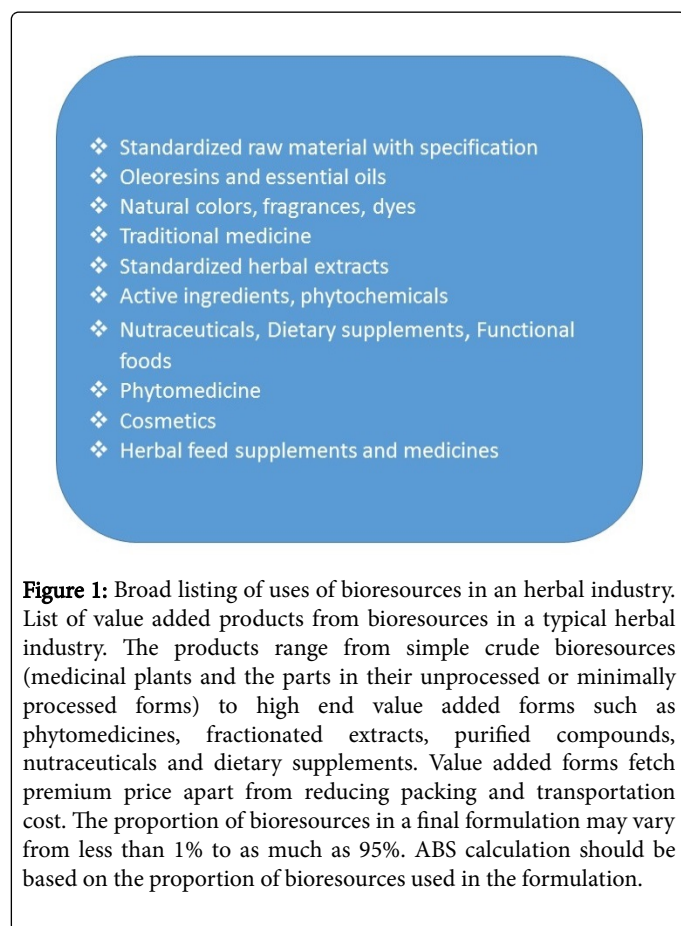 ❖ Standardized raw material with specification
❖ Oleoresins and essential oils
❖ Natural colors, fragrances, dyes
❖ Traditional medicine
❖ Standardized herbal extracts
❖ Active ingredients, phytochemicals
❖ Nutraceuticals, Dietary supplements, Functional
foods
❖ Phytomedicine
❖ Cosmetics
❖ Herbal feed supplements and medicines
Figure 1: Broad listing of uses of bioresources in an herbal industry.
List of value added products from bioresources in a typical herbal
industry. The products range from simple crude bioresources
(medicinal plants and the parts in their unprocessed or minimally
processed forms) to high end value added forms such as
phytomedicines, fractionated extracts, purified compounds,
nutraceuticals and dietary supplements. Value added forms fetch
premium price apart from reducing packing and transportation
cost. The proportion of bioresources in a final formulation may vary
from less than 1% to as much as 95%. ABS calculation should be
based on the proportion of bioresources used in the formulation.